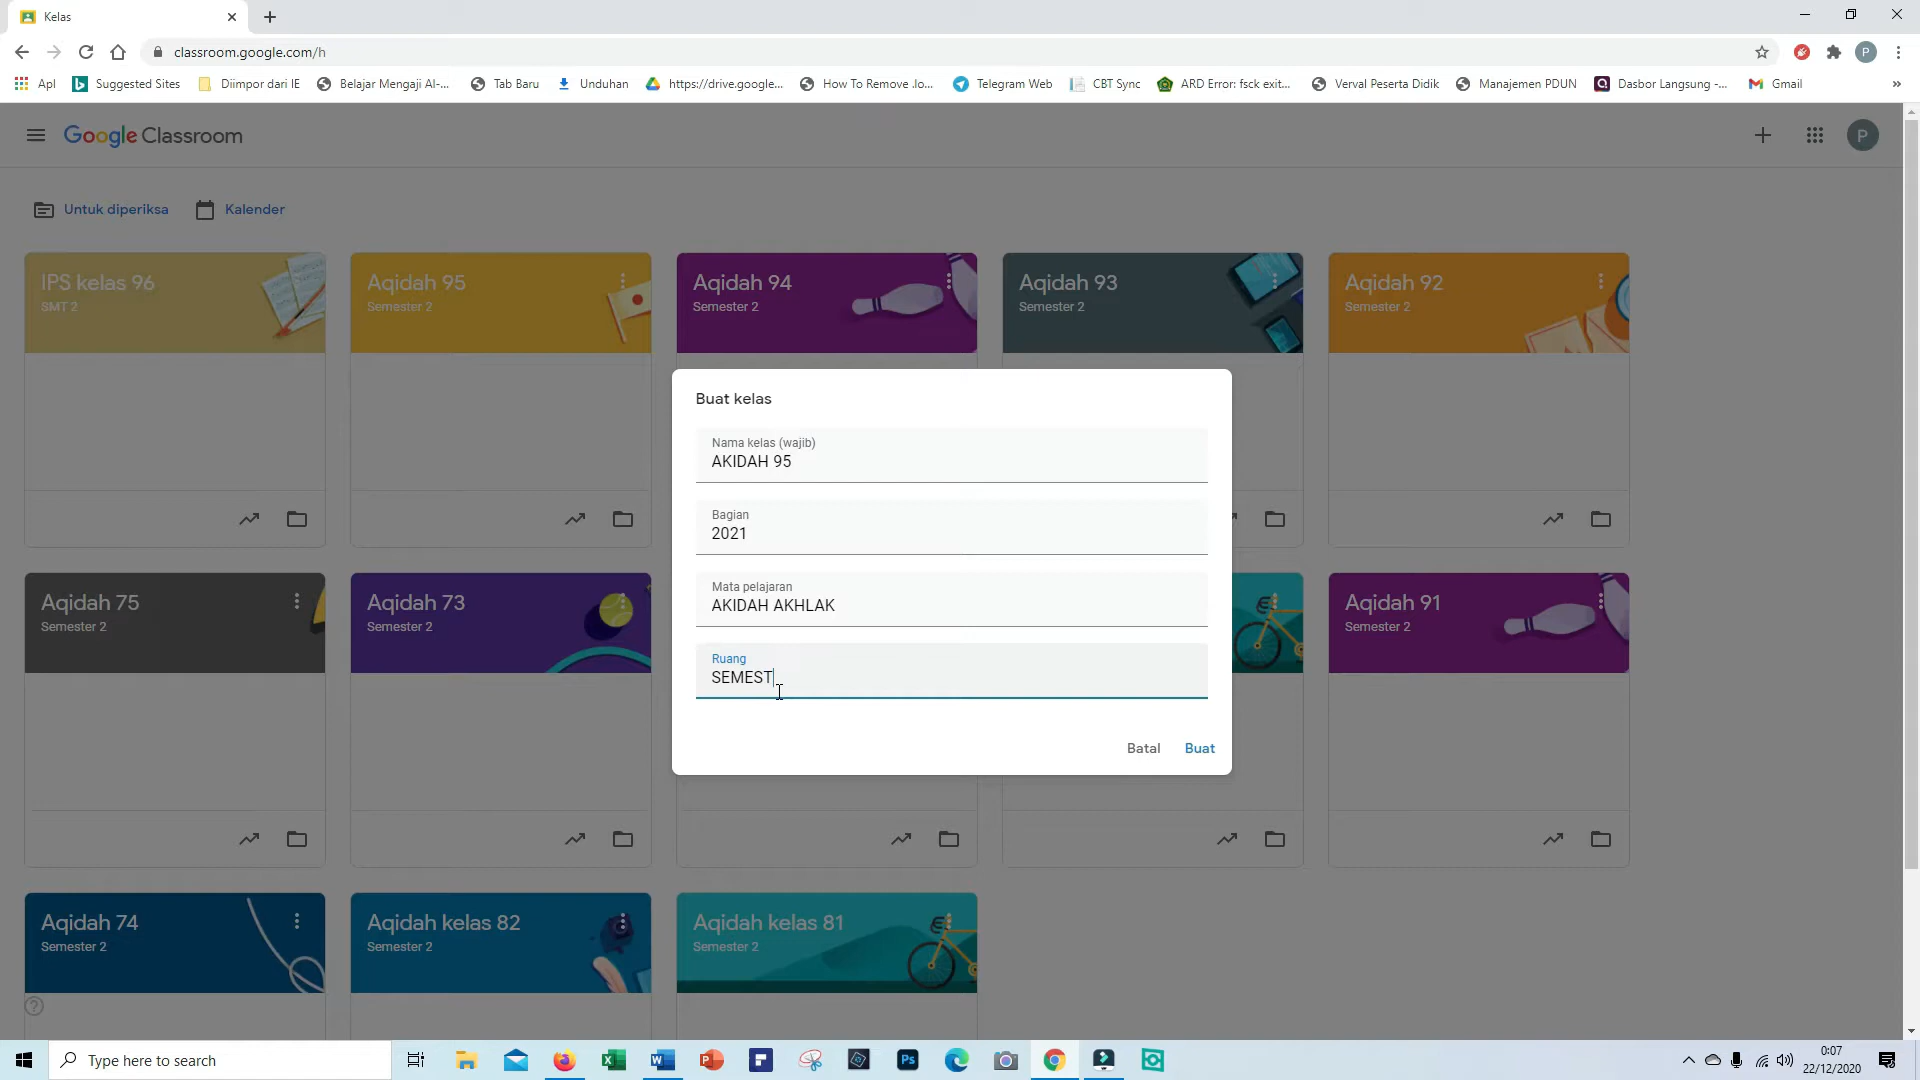 Kelas
classroom.google.com/h
Apl
Suggested Sites
Diimpor dari IE
Belajar Mengaji Al-...
Tab Baru
Unduhan
https://drive.google...
How To Remove .lo...
Telegram Web
CBT Sync
ARD Error: fsck exit...
Verval Peserta Didik
Manajemen PDUN
Dasbor Langsung -...
Gmail
»
Google Classroom
P
Untuk diperiksa
Kalender
IPS kelas 96
SMT 2
Aqidah 95
Semester 2
Aqidah 94
Semester 2
Aqidah 93
Semester 2
Aqidah 92
Semester 2
Buat kelas
Nama kelas (wajib)
AKIDAH 95
Bagian
2021
Mata pelajaran
AKIDAH AKHLAK
Ruang
SEMEST
Batal
Buat
Aqidah 75
Semester 2
Aqidah 73
Semester 2
Aqidah 91
Semester 2
Aqidah 74
Semester 2
Aqidah kelas 82
Semester 2
Aqidah kelas 81
Semester 2
Type here to search
0:07
22/12/2020